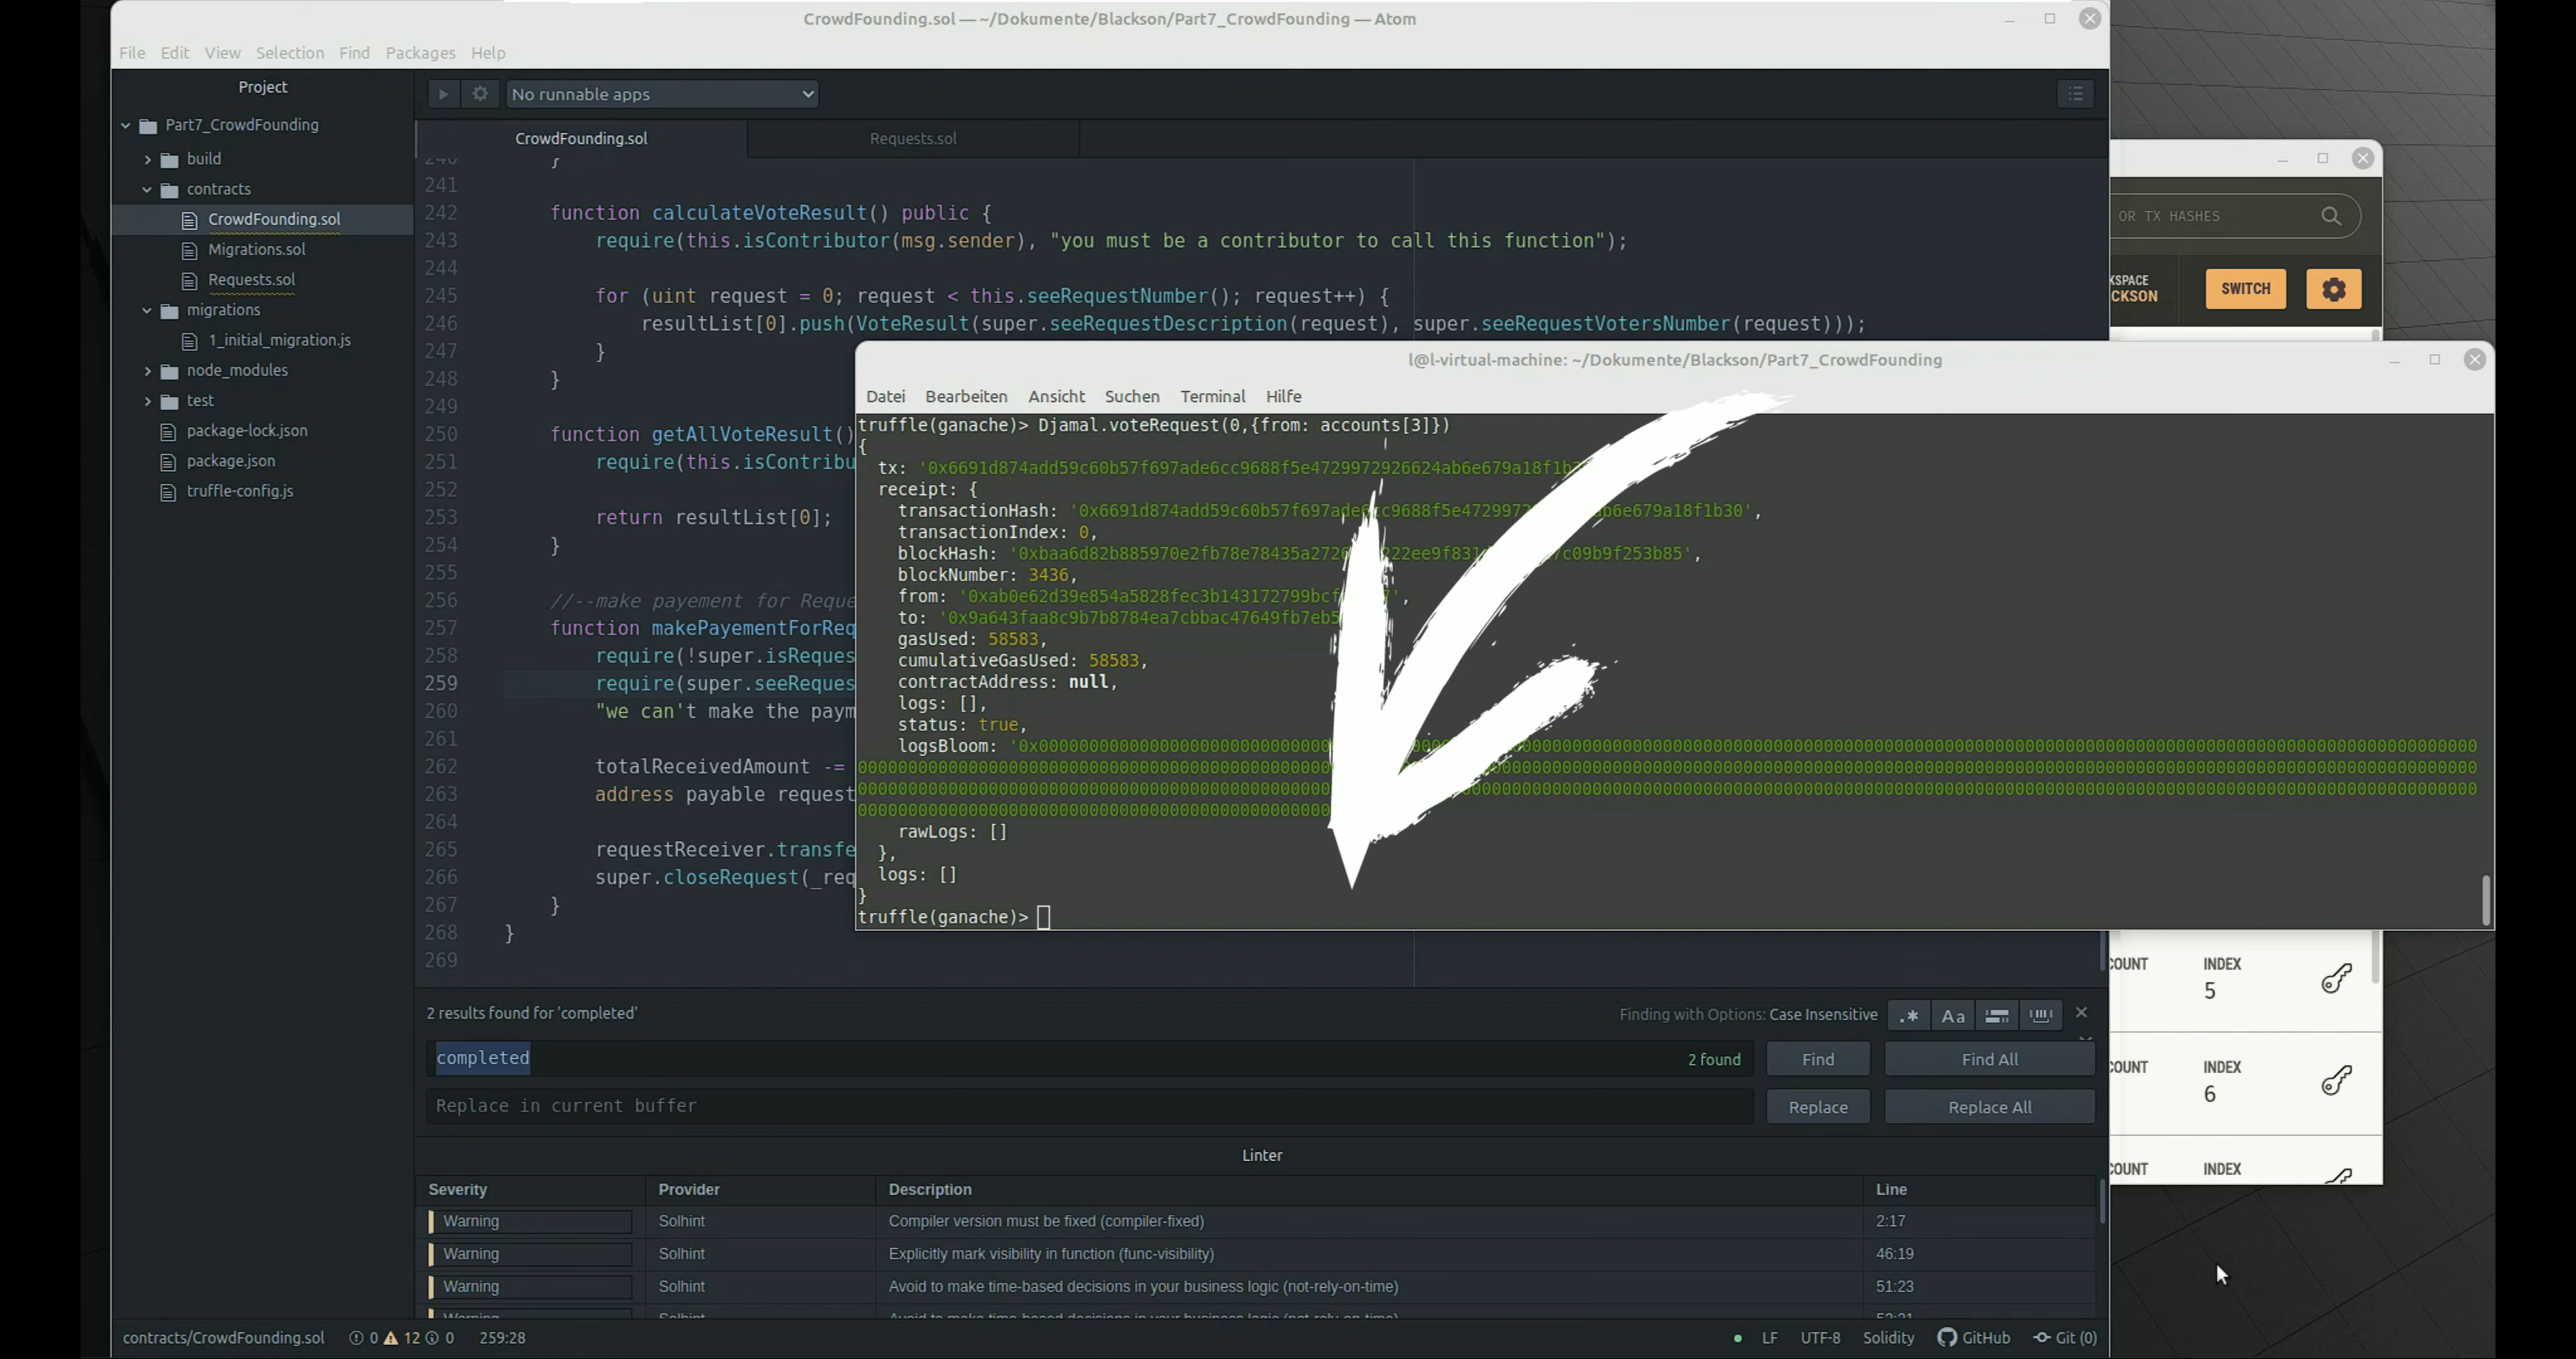 CrowdFounding.sol — ~/Dokumente/Blackson/Part7_CrowdFounding — Atom
File Edit View Selection Find Packages Help
Project
Part7_CrowdFounding
build
contracts
CrowdFounding.sol
Migrations.sol
Requests.sol
migrations
1_initial_migration.js
node_modules
test
package-lock.json
package.json
truffle-config.js
No runnable apps
CrowdFounding.sol Requests.sol
240 }
241
242 function calculateVoteResult() public {
243 require(this.isContributor(msg.sender), "you must be a contributor to call this function");
244
245 for (uint request = 0; request < this.seeRequestNumber(); request++) {
246 resultList[0].push(VoteResult(super.seeRequestDescription(request), super.seeRequestVotersNumber(request)));
247 }
248 }
249
250 function getAllVoteResult()
251 require(this.isContribu
252
253 return resultList[0];
254 }
255
256 //--make payement for Reque
257 function makePayementForReq
258 require(!super.isReques
259 require(super.seeReques
260 "we can't make the paym
261
262 totalReceivedAmount -=
263 address payable request
264
265 requestReceiver.transfe
266 super.closeRequest(_req
267 }
268 }
269
l@l-virtual-machine: ~/Dokumente/Blackson/Part7_CrowdFounding
Datei Bearbeiten Ansicht Suchen Terminal Hilfe
truffle(ganache)> Djamal.voteRequest(0,{from: accounts[3]})
{
tx:
receipt: {
transactionHash:
transactionIndex: 0,
blockHash:
blockNumber: 3436,
from:
to:
gasUsed: 58583,
cumulativeGasUsed: 58583,
contractAddress: null,
logs: [],
status: true,
logsBloom:
rawLogs: []
},
logs: []
}
truffle(ganache)>
OR TX HASHES
KSPACE
CKSON
SWITCH
COUNT INDEX
5
COUNT INDEX
6
COUNT INDEX
2 results found for 'completed'
Finding with Options: Case Insensitive
.* Aa
completed 2 found Find Find All
Replace in current buffer Replace Replace All
Linter
Severity Provider Description Line
Warning Solhint Compiler version must be fixed (compiler-fixed) 2:17
Warning Solhint Explicitly mark visibility in function (func-visibility) 46:19
Warning Solhint Avoid to make time-based decisions in your business logic (not-rely-on-time) 51:23
contracts/CrowdFounding.sol 0 12 0 259:28
LF UTF-8 Solidity GitHub Git (0)